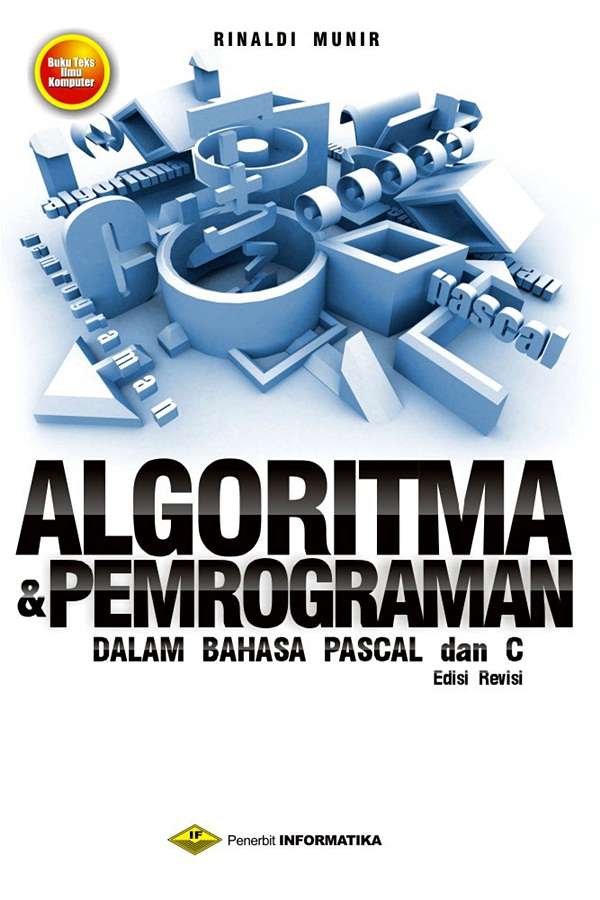 RINALDI MUNIR
Buku Teks
Ilmu
Komputer
algoritma
C
pemrograman
pascal
ALGORITMA
& PEMROGRAMAN
DALAM BAHASA PASCAL dan C
Edisi Revisi
IF
Penerbit INFORMATIKA